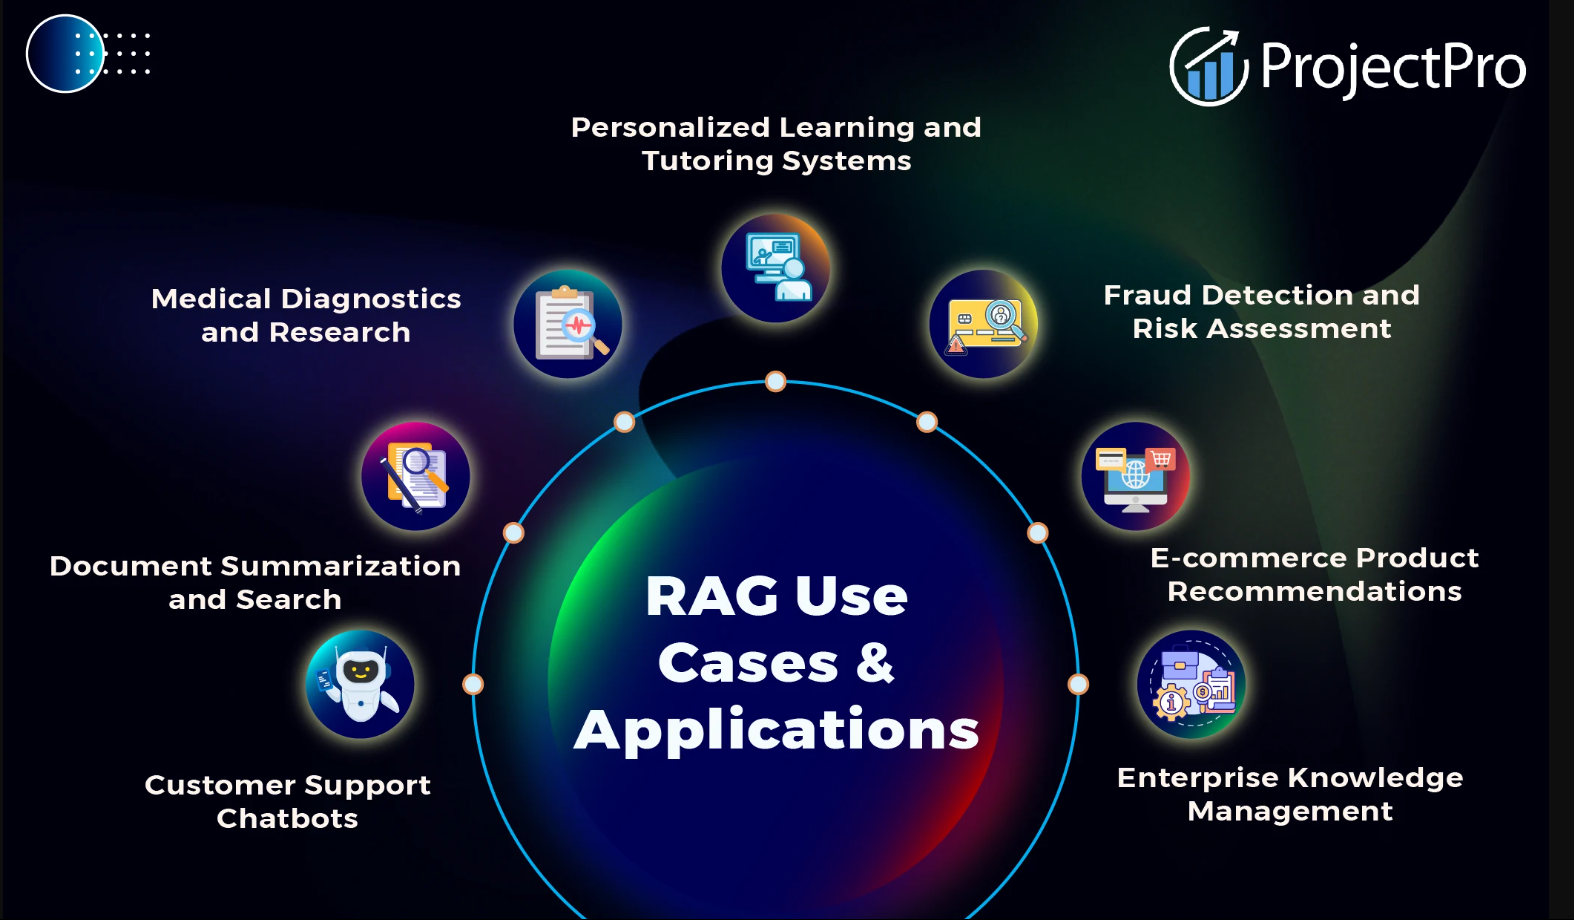 ProjectPro
Personalized Learning and
Tutoring Systems
Medical Diagnostics
and Research
Fraud Detection and
Risk Assessment
Document Summarization
and Search
E-commerce Product
Recommendations
RAG Use
Cases &
Applications
Customer Support
Chatbots
Enterprise Knowledge
Management